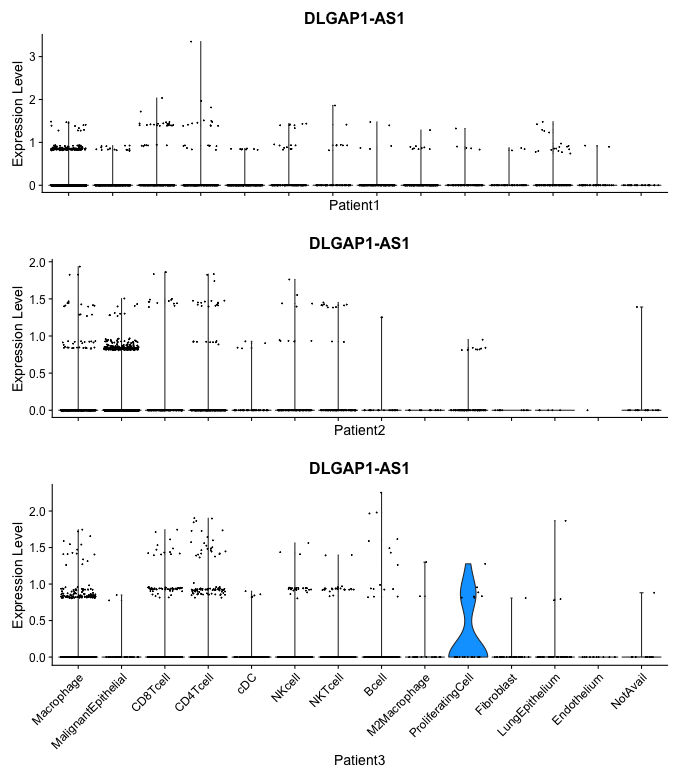 DLGAP1-AS1
Expression Level
3
2
1
0
Patient1
DLGAP1-AS1
Expression Level
2.0
1.5
1.0
0.5
0.0
Patient2
DLGAP1-AS1
Expression Level
2.0
1.5
1.0
0.5
0.0
Macrophage
MalignantEpithelial
CD8Tcell
CD4Tcell
cDC
NKcell
NKTcell
Bcell
M2Macrophage
ProliferatingCell
Fibroblast
LungEpithelium
Endothelium
NotAvail
Patient3